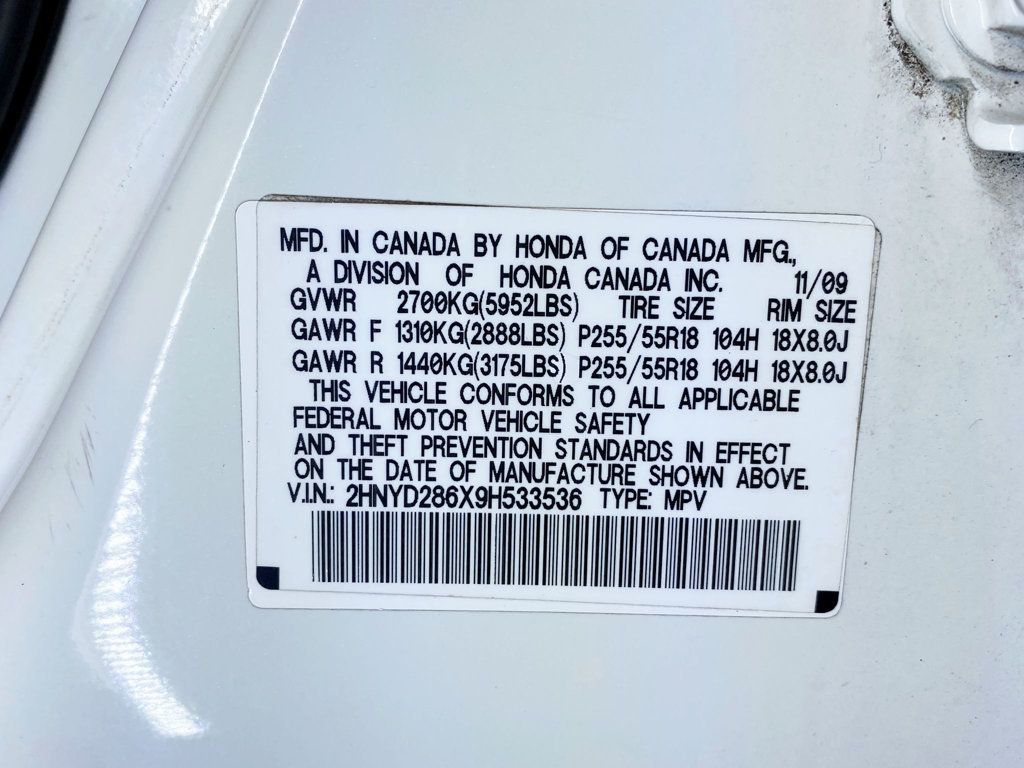 MFD. IN CANADA BY HONDA OF CANADA MFG.,
A DIVISION OF HONDA CANADA INC. 11/09
GVWR 2700KG(5952LBS) TIRE SIZE RIM SIZE
GAWR F 1310KG(2888LBS) P255/55R18 104H 18X8.0J
GAWR R 1440KG(3175LBS) P255/55R18 104H 18X8.0J
THIS VEHICLE CONFORMS TO ALL APPLICABLE
FEDERAL MOTOR VEHICLE SAFETY
AND THEFT PREVENTION STANDARDS IN EFFECT
ON THE DATE OF MANUFACTURE SHOWN ABOVE.
V.I.N.: 2HNYD286X9H533536 TYPE: MPV